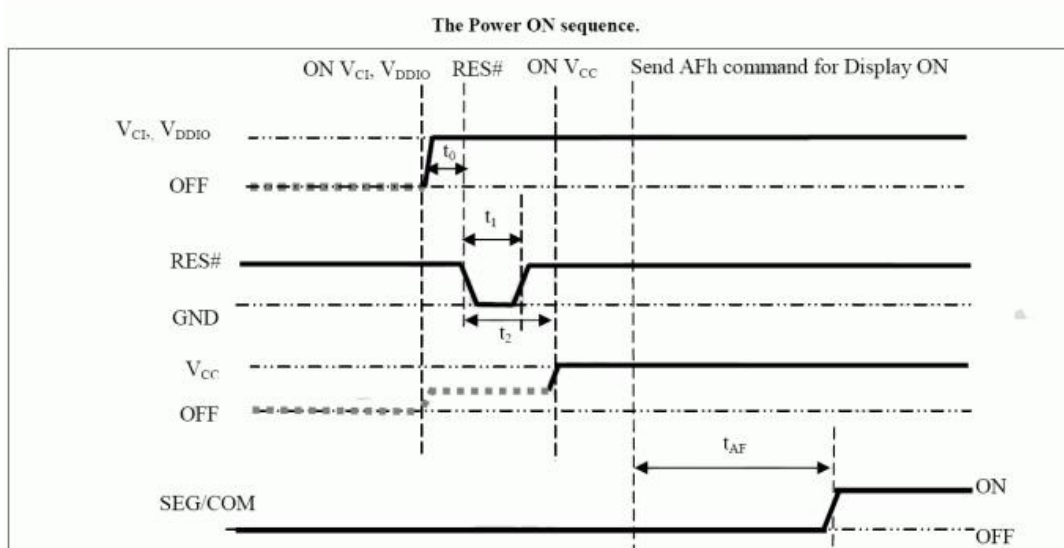 The Power ON sequence.
ON VCI, VDDIO RES# ON VCC Send AFh command for Display ON
VCI,, VDDIO
t0
OFF
t1
RES#
GND
t2
VCC
OFF
tAF
SEG/COM
ON
OFF